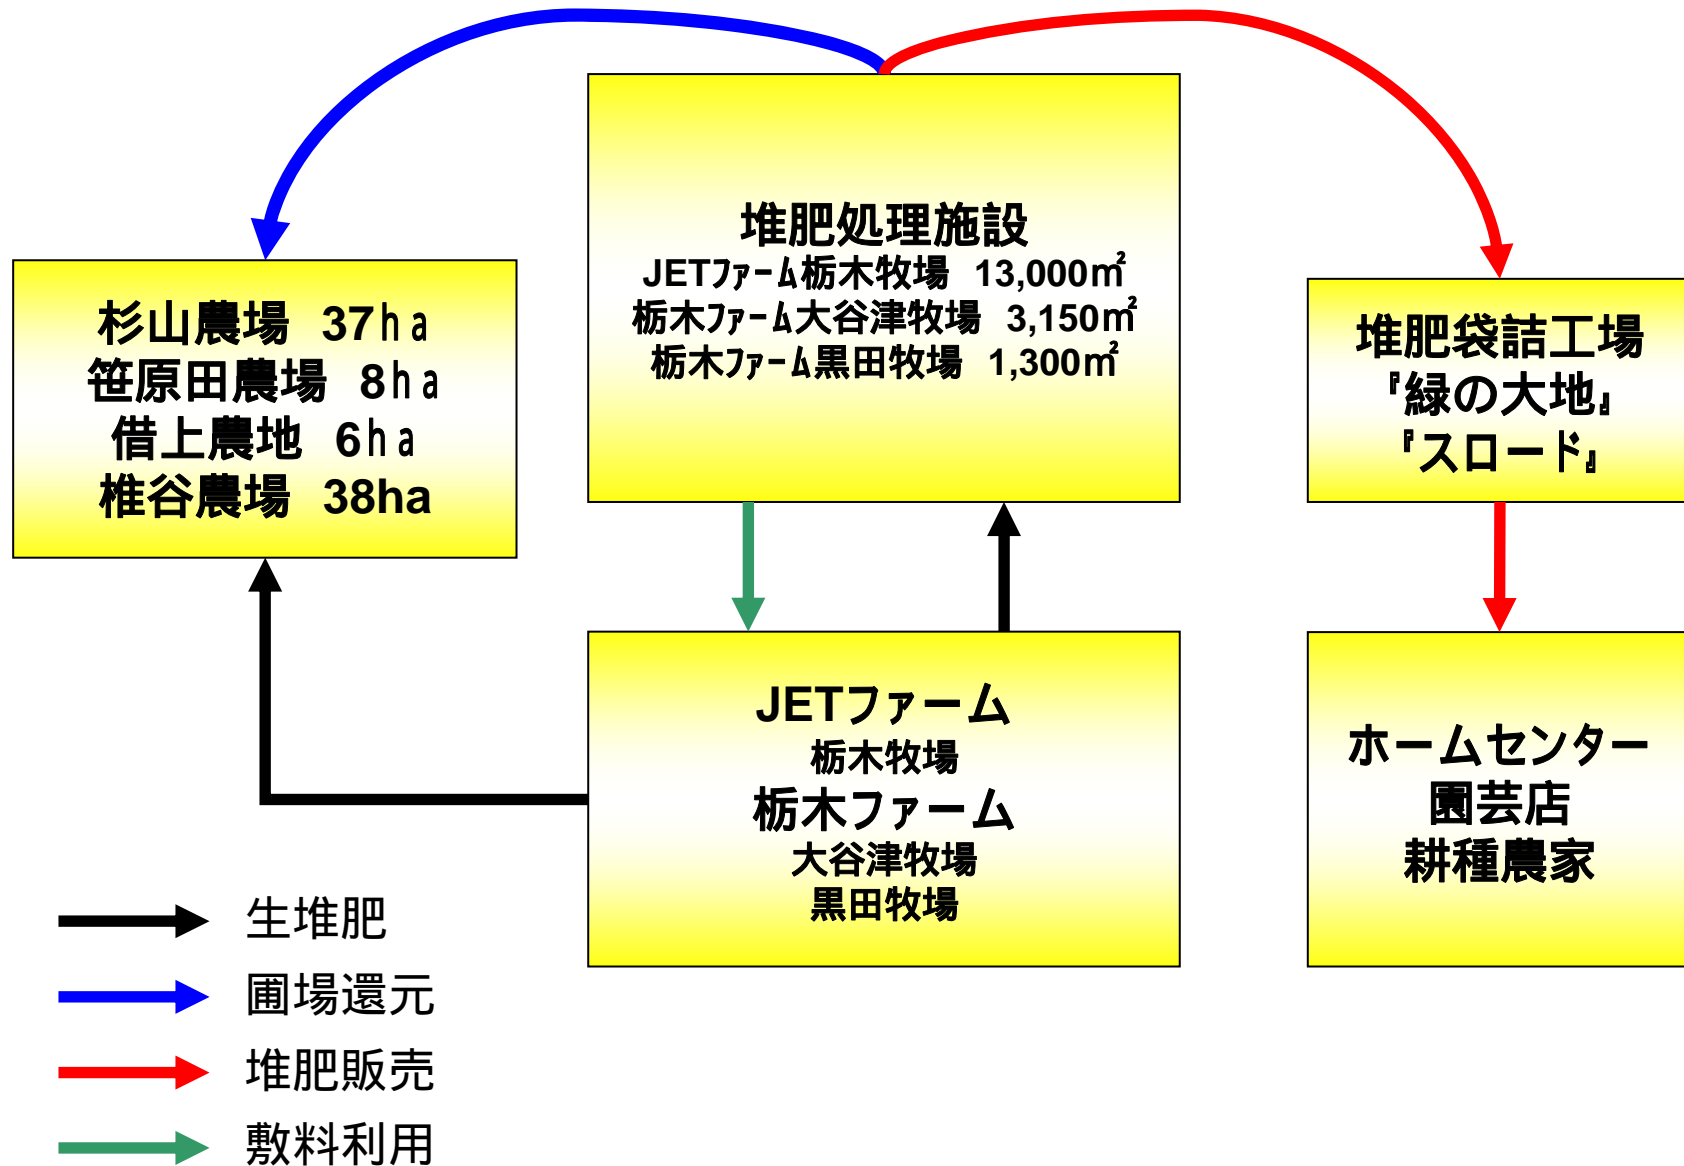 堆肥処理施設
JETﾌｧｰﾑ栃木牧場 13,000㎡
栃木ﾌｧｰﾑ大谷津牧場 3,150㎡
栃木ﾌｧｰﾑ黒田牧場 1,300㎡
杉山農場 37ha
笹原田農場 8ha
借上農地 6ha
椎谷農場 38ha
堆肥袋詰工場
『緑の大地』
『スロード』
JETファーム
栃木牧場
栃木ファーム
大谷津牧場
黒田牧場
ホームセンター
園芸店
耕種農家
生堆肥
圃場還元
堆肥販売
敷料利用